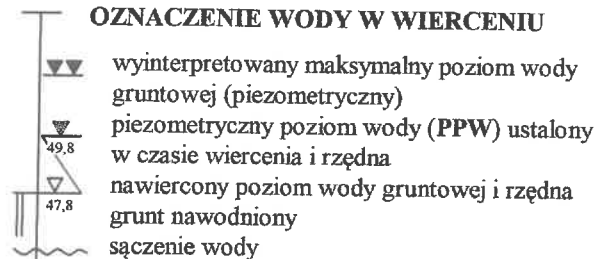 OZNACZENIE WODY W WIERCENIU
wyinterpretowany maksymalny poziom wody
gruntowej (piezometryczny)
piezometryczny poziom wody (PPW) ustalony
49,8
w czasie wiercenia i rzędna
nawiercony poziom wody gruntowej i rzędna
47,8
grunt nawodniony
sączenie wody